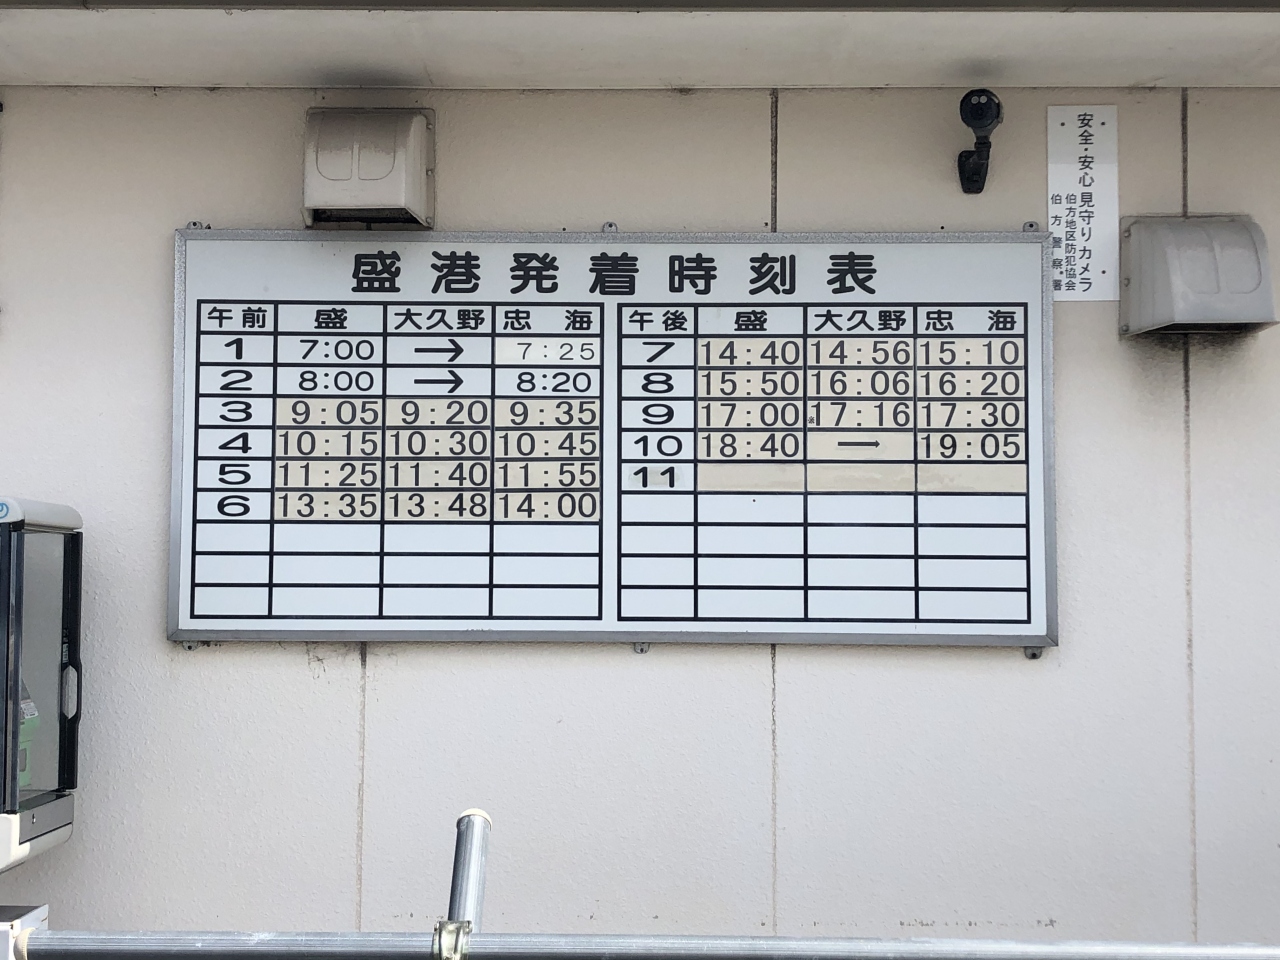 安全・安心見守りカメラ
伯方地区防犯協会
伯方警察署
盛港発着時刻表
午前 盛 大久野 忠海
1 7:00 → 7:25
2 8:00 → 8:20
3 9:05 9:20 9:35
4 10:15 10:30 10:45
5 11:25 11:40 11:55
6 13:35 13:48 14:00
午後 盛 大久野 忠海
7 14:40 14:56 15:10
8 15:50 16:06 16:20
9 17:00 ※17:16 17:30
10 18:40 → 19:05
11